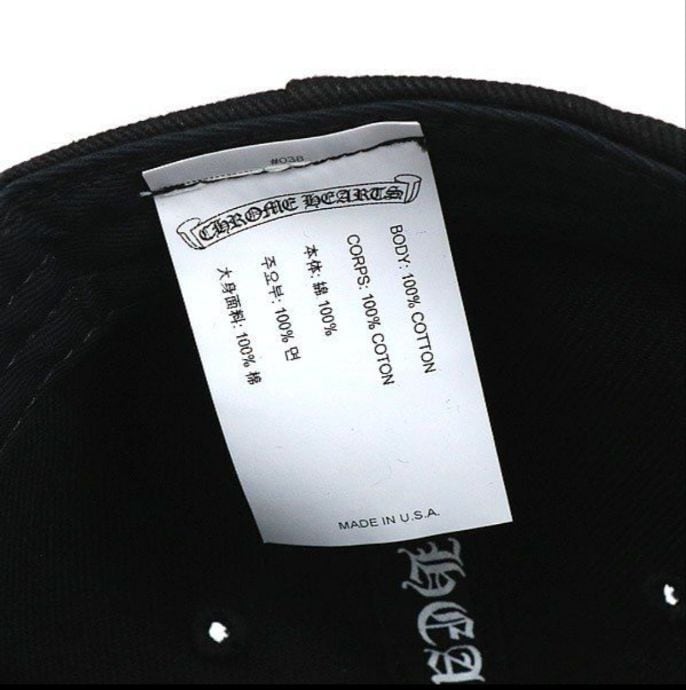 #038
CHROME HEARTS
BODY: 100% COTTON
CORPS: 100% COTON
本体: 綿 100%
주요부: 100% 면
大身面料: 100% 棉
MADE IN U.S.A.
HEA